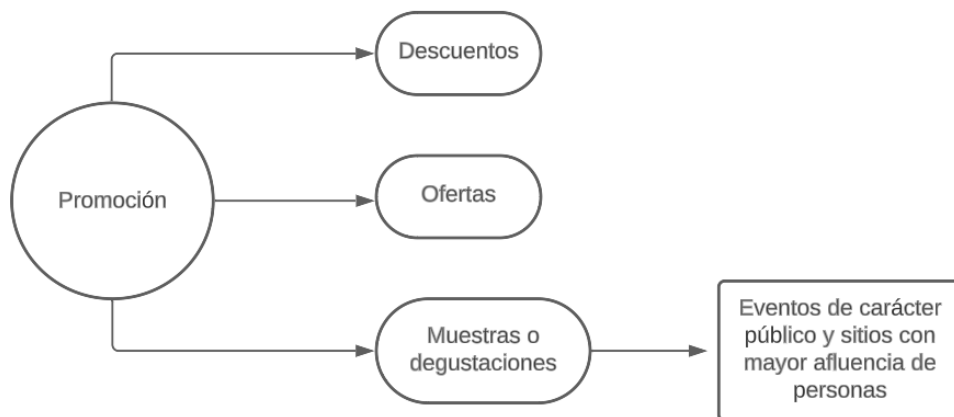 Descuentos
Promoción
Ofertas
Muestras o
degustaciones
Eventos de carácter
público y sitios con
mayor afluencia de
personas